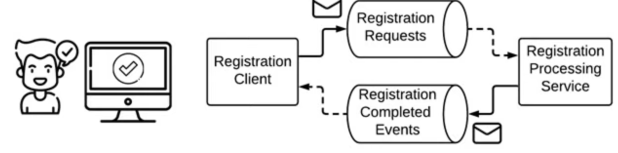 Registration
Client
Registration
Requests
Registration
Completed
Events
Registration
Processing
Service